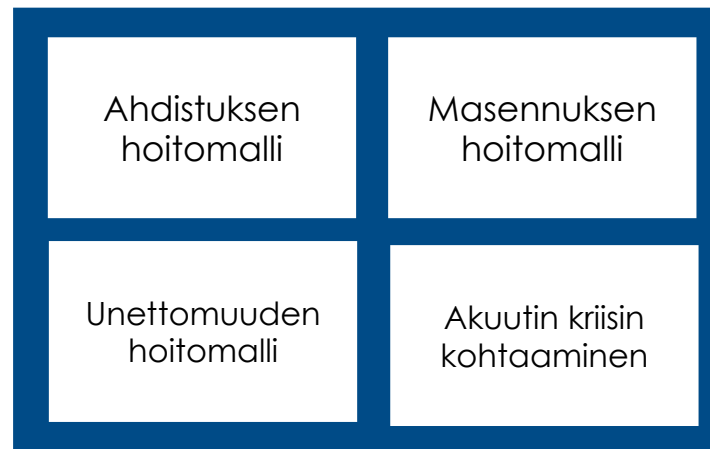 Ahdistuksen
hoitomalli
Masennuksen
hoitomalli
Unettomuuden
hoitomalli
Akuutin kriisin
kohtaaminen